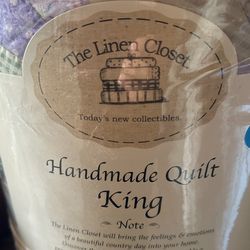 The Linen Closet
Today's new collectibles.
Handmade Quilt
King
~ Note ~
The Linen Closet will bring the feelings & emotions
of a beautiful country day into your home